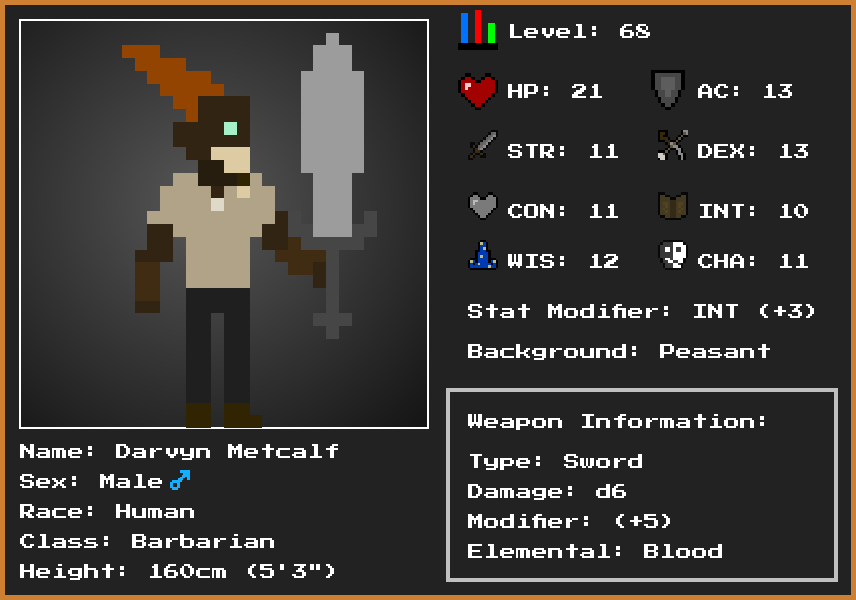 Level: 68
HP: 21
AC: 13
STR: 11
DEX: 13
CON: 11
INT: 10
WIS: 12
CHA: 11
Stat Modifier: INT (+3)
Background: Peasant
Weapon Information:
Type: Sword
Damage: d6
Modifier: (+5)
Elemental: Blood
Name: Darvyn Metcalf
Sex: Male♂
Race: Human
Class: Barbarian
Height: 160cm (5'3")